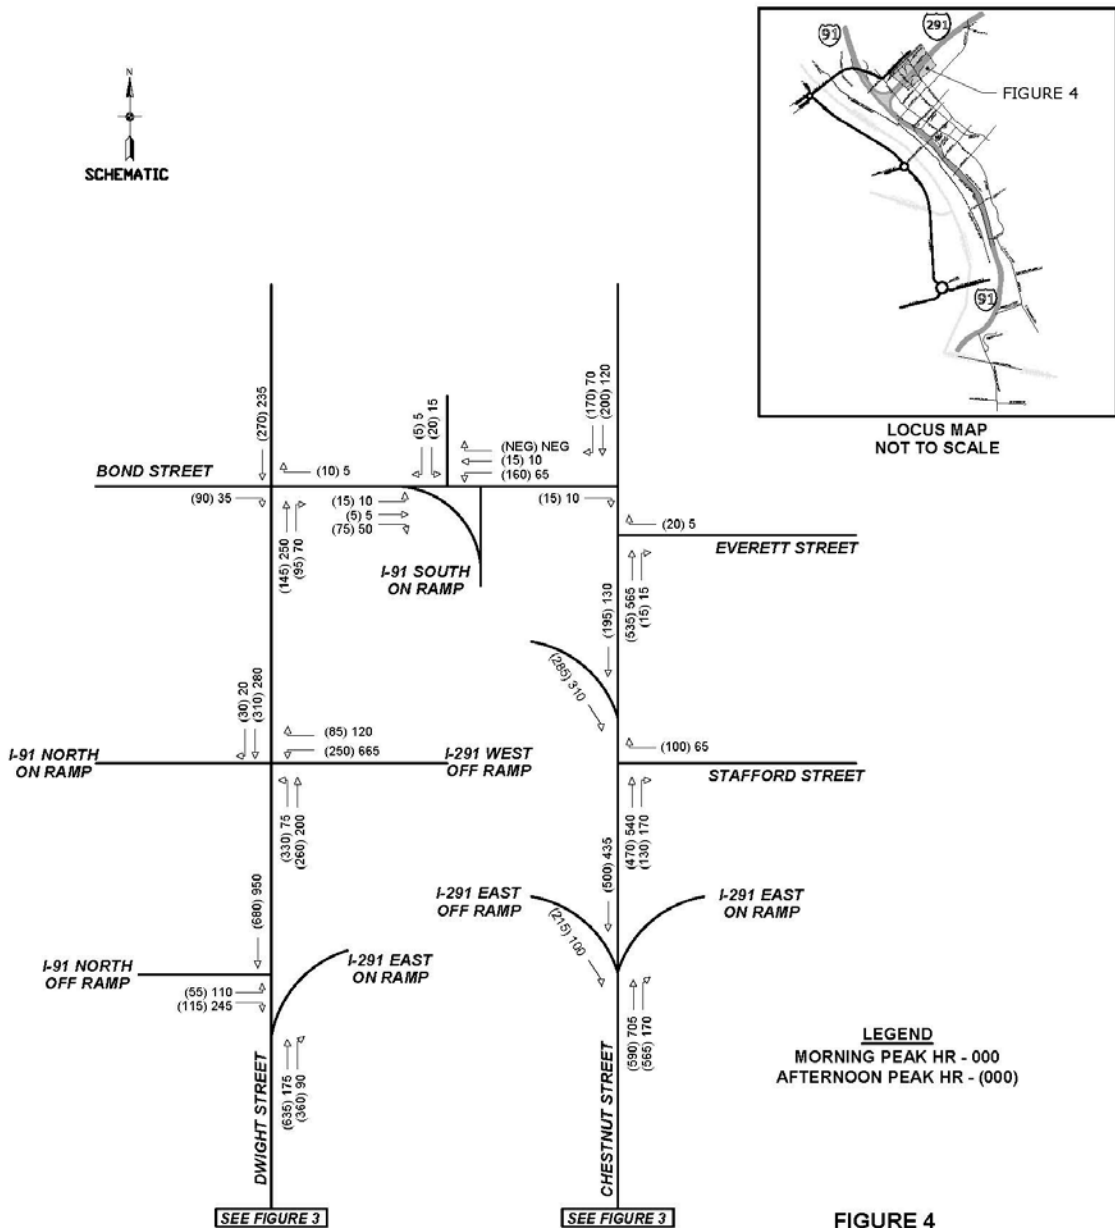 N
SCHEMATIC
91
291
FIGURE 4
91
LOCUS MAP
NOT TO SCALE
(270) 235
(5) 5
(20) 15
(170) 70
(200) 120
(NEG) NEG
(15) 10
(160) 65
BOND STREET
(10) 5
(90) 35
(15) 10
(5) 5
(75) 50
(15) 10
(20) 5
EVERETT STREET
(145) 250
(95) 70
I-91 SOUTH
ON RAMP
(535) 565
(15) 15
(195) 130
(285) 310
(30) 20
(310) 280
(85) 120
(250) 665
I-91 NORTH
ON RAMP
I-291 WEST
OFF RAMP
(100) 65
STAFFORD STREET
(330) 75
(260) 200
(470) 540
(130) 170
(500) 435
(680) 950
I-291 EAST
OFF RAMP
I-291 EAST
ON RAMP
(215) 100
I-91 NORTH
OFF RAMP
I-291 EAST
ON RAMP
(55) 110
(115) 245
(590) 705
(565) 170
(635) 175
(360) 90
DWIGHT STREET
CHESTNUT STREET
LEGEND
MORNING PEAK HR - 000
AFTERNOON PEAK HR - (000)
SEE FIGURE 3
SEE FIGURE 3
FIGURE 4